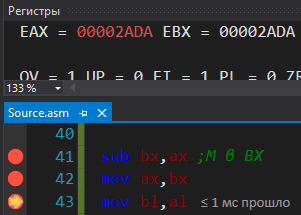 Регистры
EAX = 00002ADA EBX = 00002ADA
OV = 1 UP = 0 EI = 1 PL = 0 ZR
133 %
Source.asm
40
41 sub bx,ax ;М в BX
42 mov ax,bx
43 mov bl,al ≤ 1 мс прошло